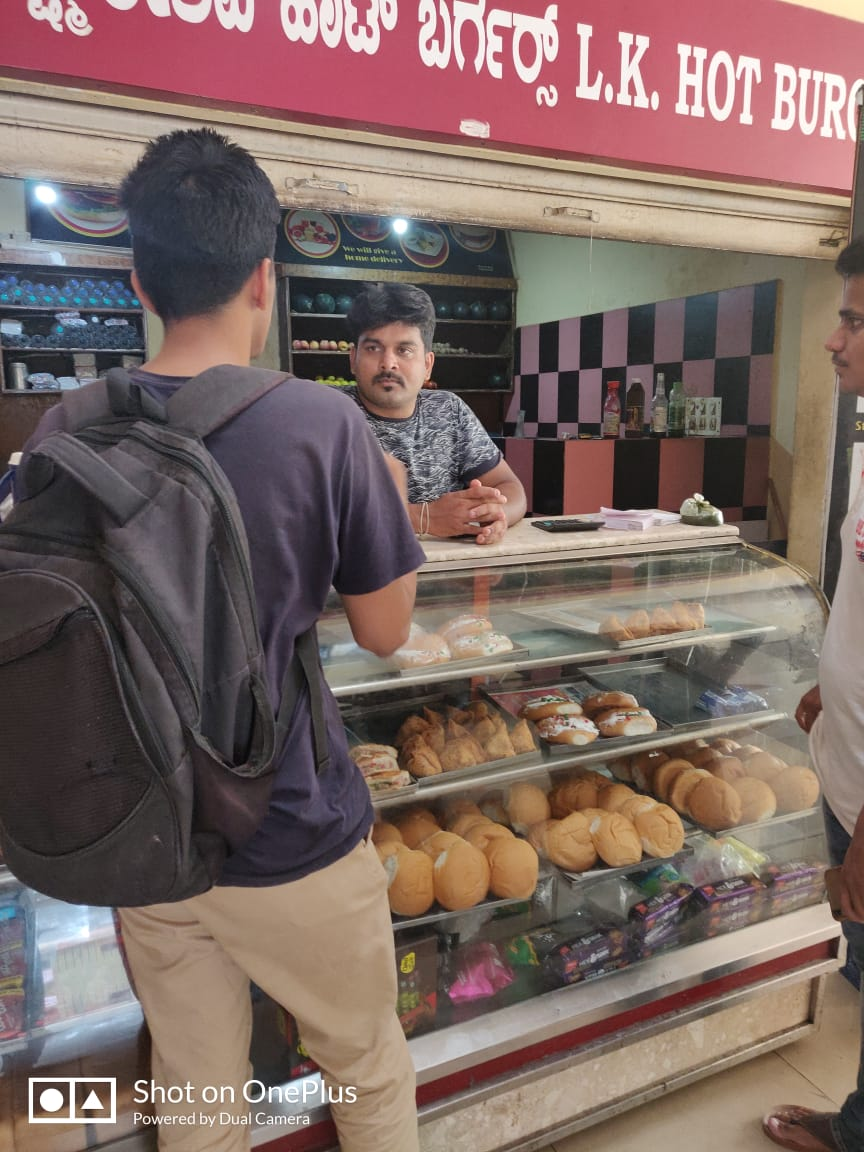 ಹಾಟ್ ಬರ್ಗರ್ಸ್ L.K. HOT BURG
We will give a
home delivery
Shot on OnePlus
Powered by Dual Camera